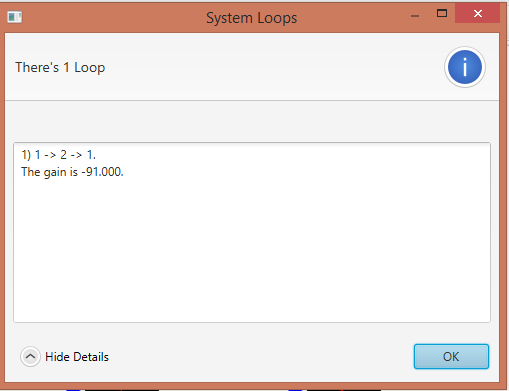 System Loops
There's 1 Loop
1) 1 -> 2 -> 1.
The gain is -91.000.
Hide Details
OK